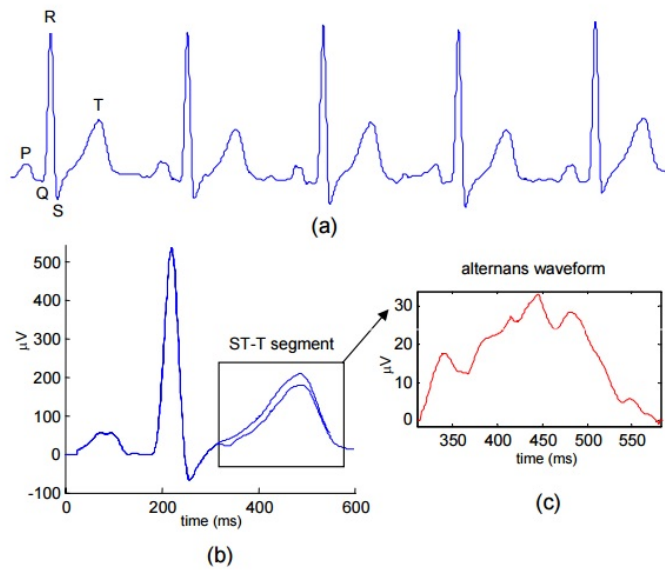 R
T
P
Q
S
(a)
alternans waveform
500
400
300
200
100
0
-100
µV
ST-T segment
0
200
400
600
time (ms)
(b)
30
20
10
0
µV
350
400
450
500
550
time (ms)
(c)